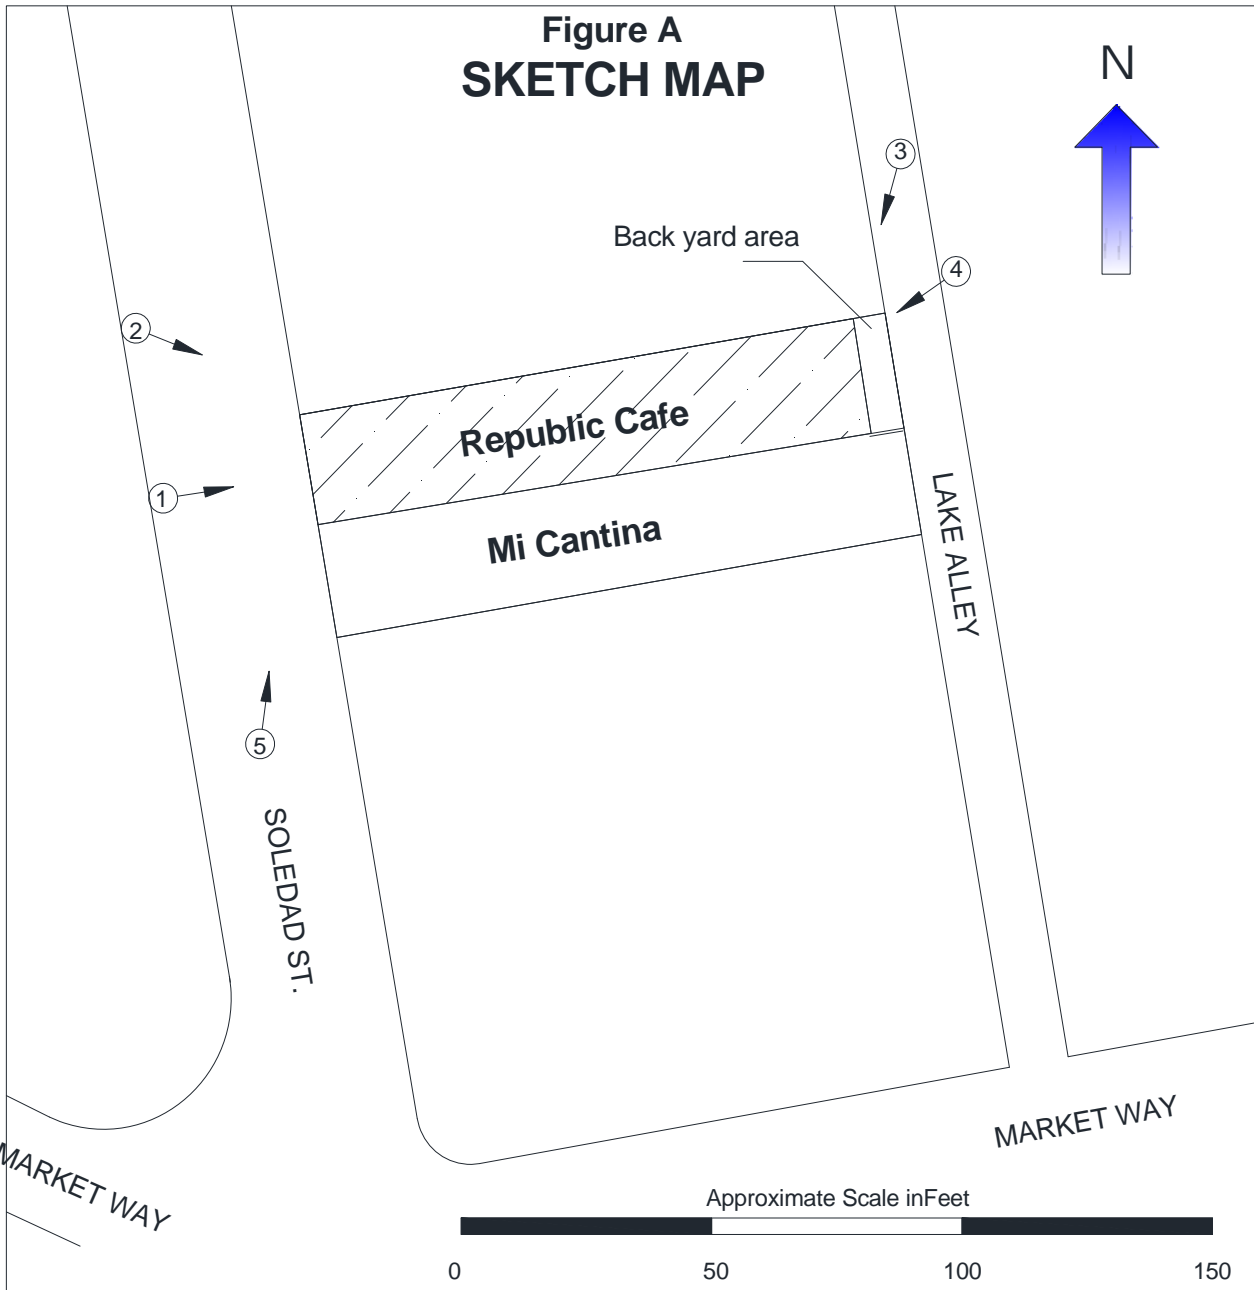 Figure A
SKETCH MAP
N
3
Back yard area
4
2
Republic Cafe
1
Mi Cantina
LAKE ALLEY
5
SOLEDAD ST.
MARKET WAY
MARKET WAY
Approximate Scale inFeet
0 50 100 150